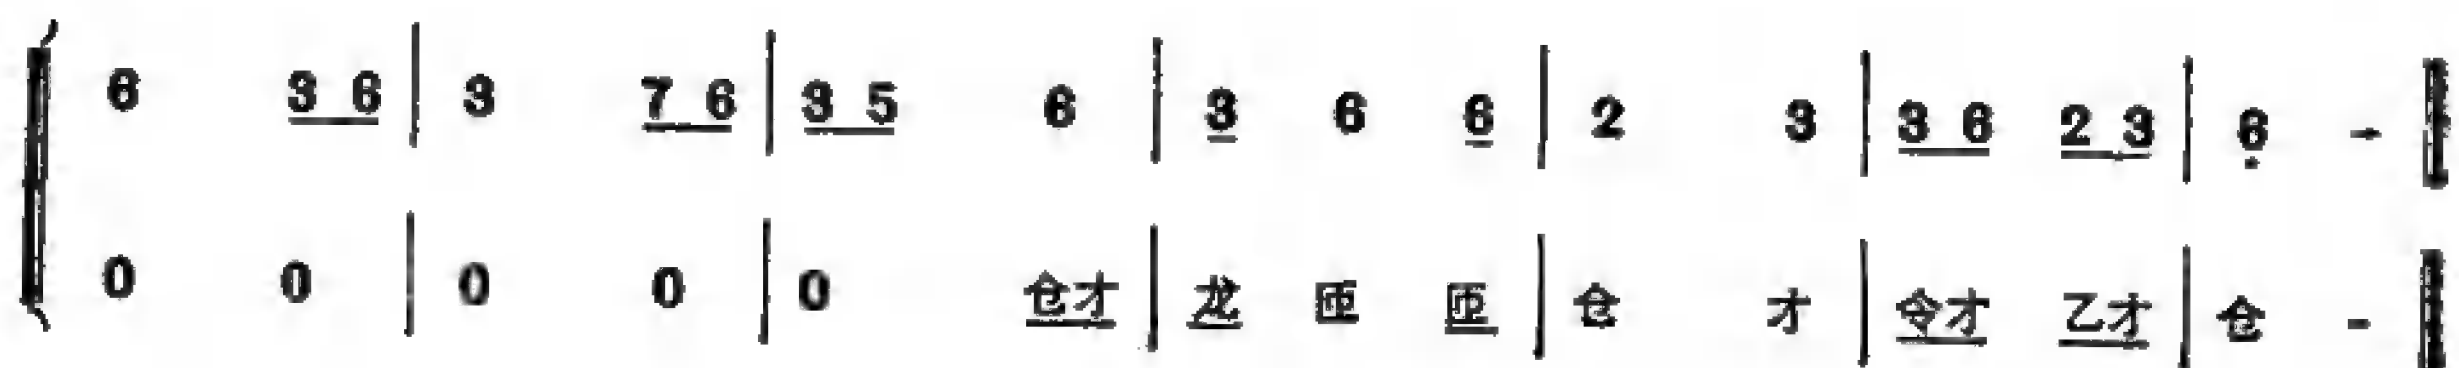 6 3 6 | 3 7 6 | 3 5 6 | 3 6 6 | 2 3 | 3 6 2 3 | 6 -
0 0 | 0 0 | 0 仓才 | 龙 匝 匝 | 仓 才 | 令才 乙才 | 仓 -